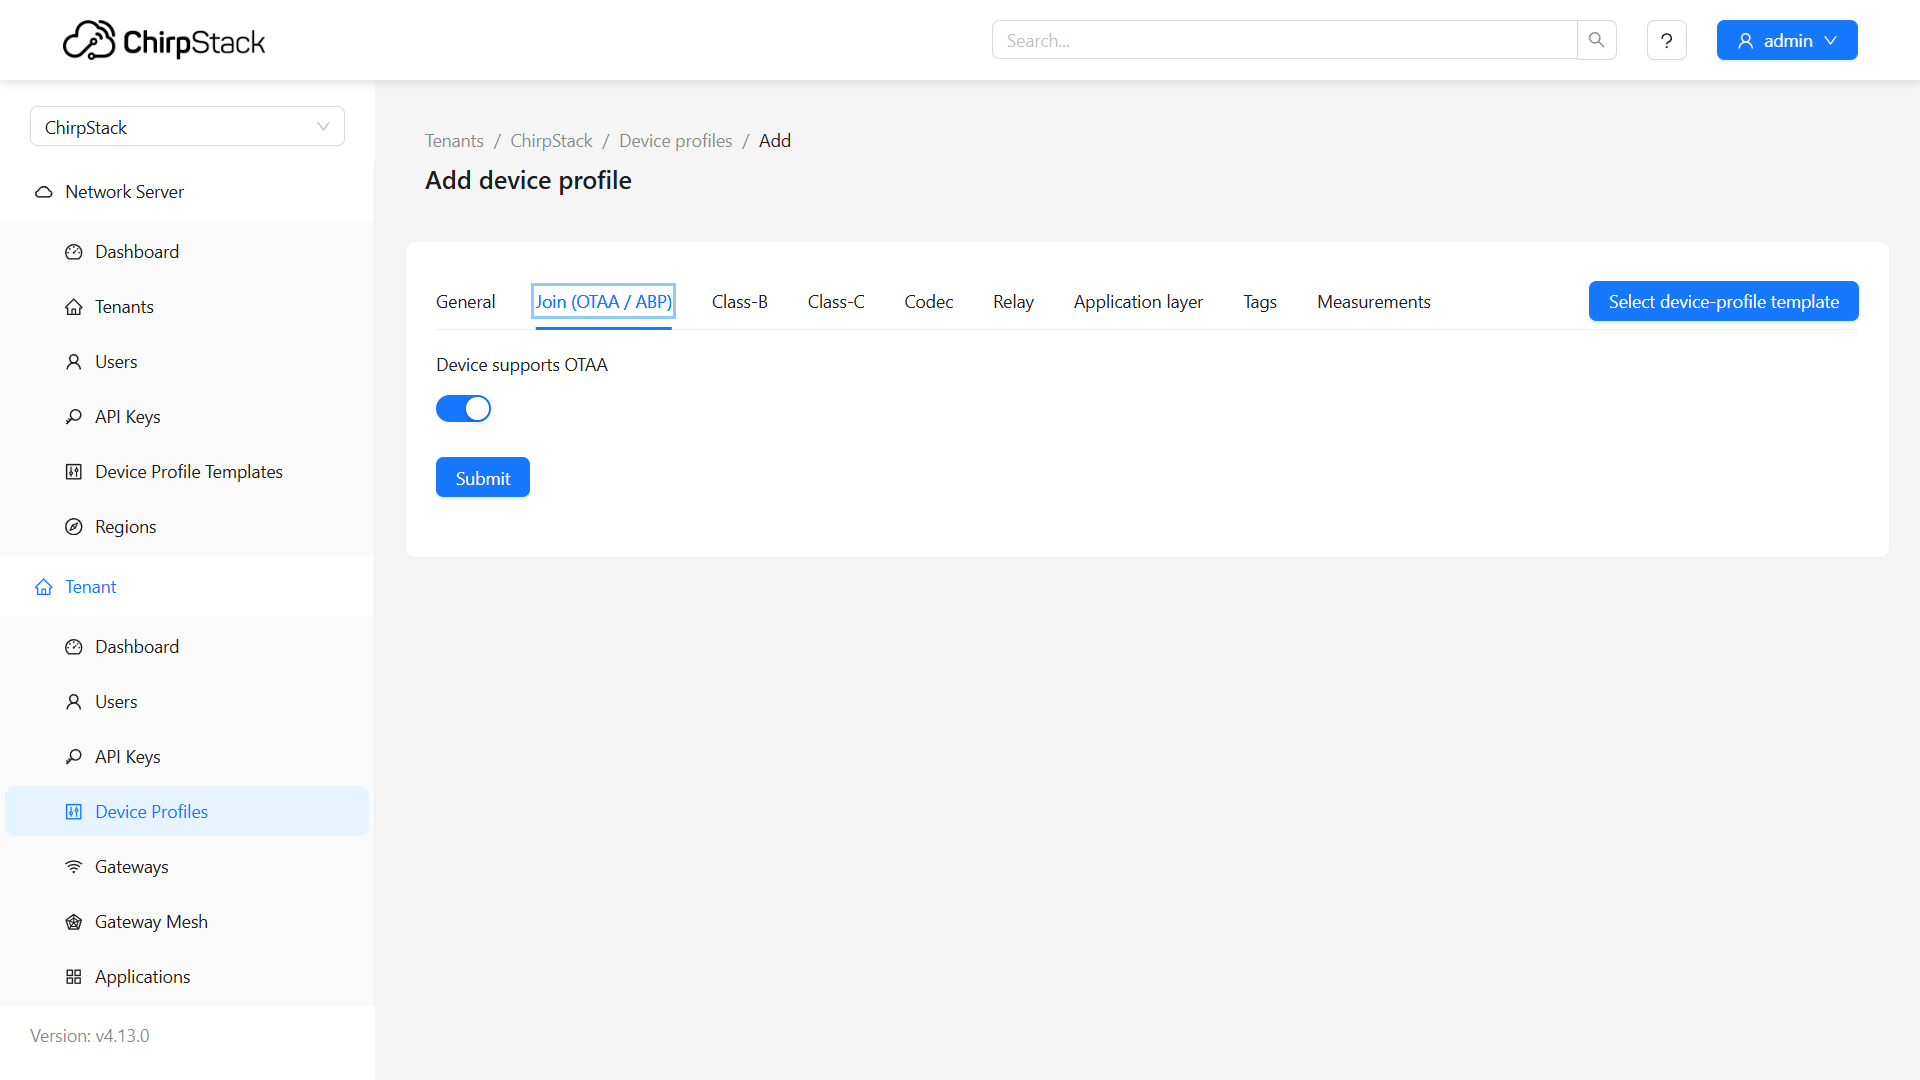 ChirpStack
Search...
?
admin
ChirpStack
Network Server
Dashboard
Tenants
Users
API Keys
Device Profile Templates
Regions
Tenant
Dashboard
Users
API Keys
Device Profiles
Gateways
Gateway Mesh
Applications
Version: v4.13.0
Tenants / ChirpStack / Device profiles / Add
Add device profile
General Join (OTAA / ABP) Class-B Class-C Codec Relay Application layer Tags Measurements Select device-profile template
Device supports OTAA
Submit